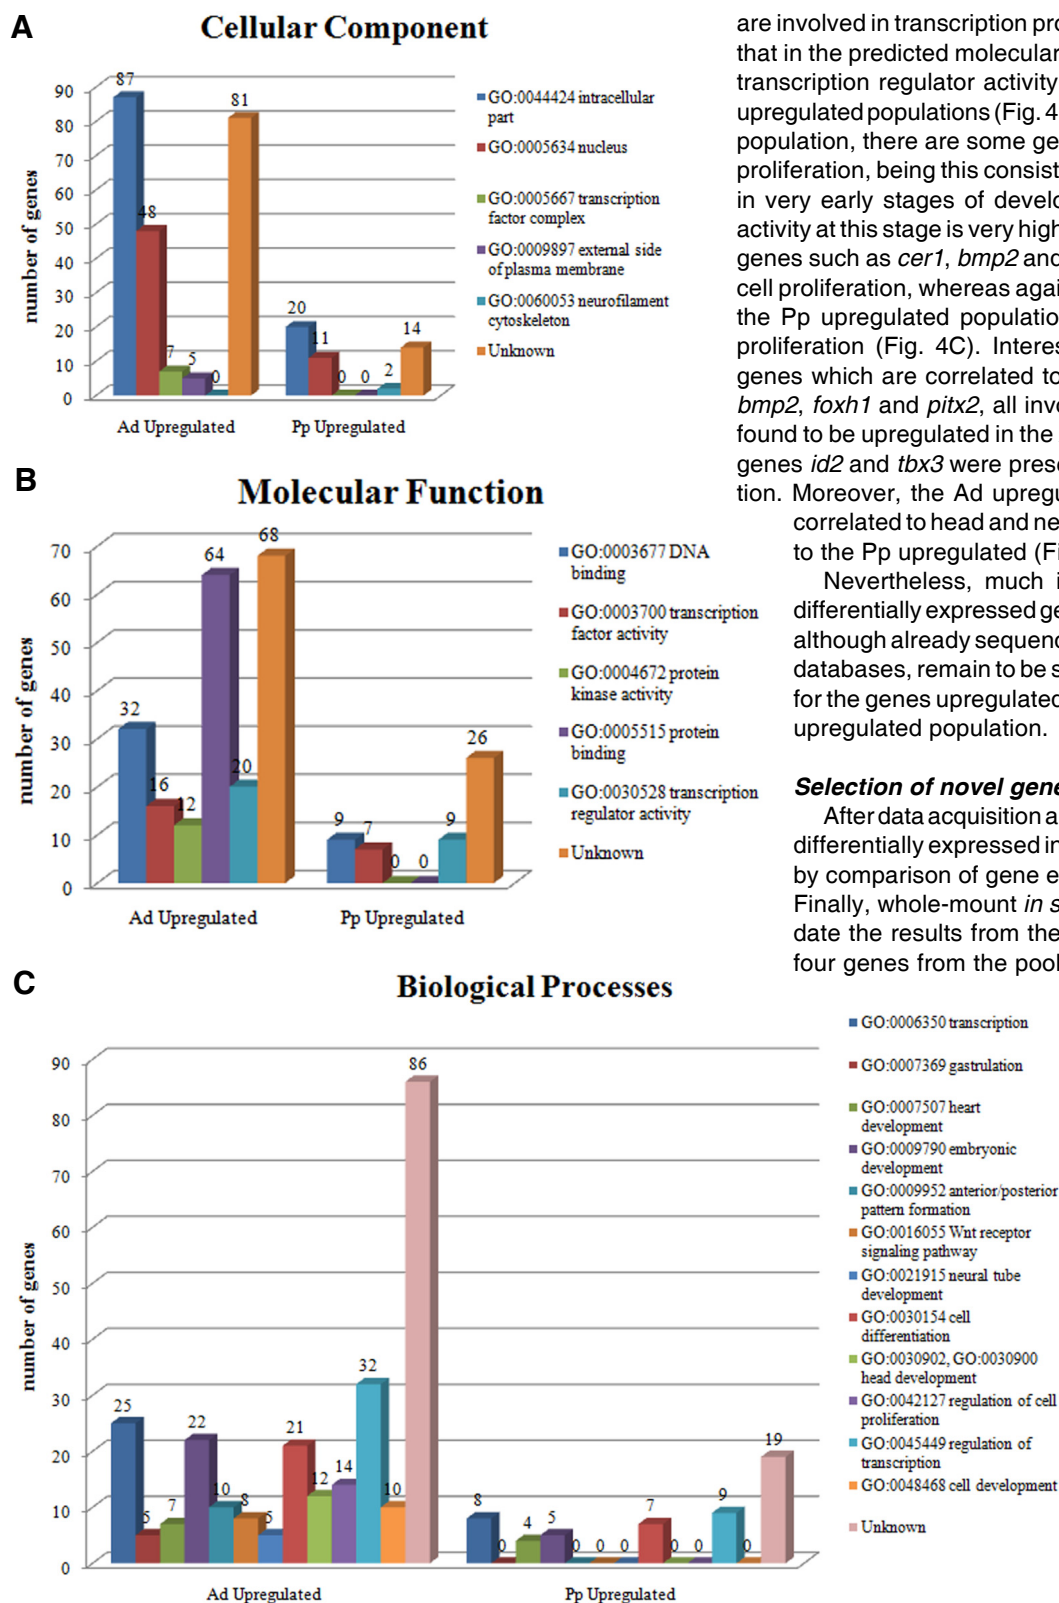 A
Cellular Component
number of genes
90
80
70
60
50
40
30
20
10
0
87
48
7
5
0
81
20
11
0
0
2
14
Ad Upregulated
Pp Upregulated
GO:0044424 intracellular
part
GO:0005634 nucleus
GO:0005667 transcription
factor complex
GO:0009897 external side
of plasma membrane
GO:0060053 neurofilament
cytoskeleton
Unknown
B
Molecular Function
number of genes
70
60
50
40
30
20
10
0
32
16
12
64
20
68
9
7
0
0
9
26
Ad Upregulated
Pp Upregulated
GO:0003677 DNA
binding
GO:0003700 transcription
factor activity
GO:0004672 protein
kinase activity
GO:0005515 protein
binding
GO:0030528 transcription
regulator activity
Unknown
are involved in transcription pro
that in the predicted molecular
transcription regulator activity
upregulated populations (Fig. 4
population, there are some ge
proliferation, being this consist
in very early stages of develo
activity at this stage is very high
genes such as cer1, bmp2 and
cell proliferation, whereas agai
the Pp upregulated population
proliferation (Fig. 4C). Interes
genes which are correlated to
bmp2, foxh1 and pitx2, all invo
found to be upregulated in the
genes id2 and tbx3 were prese
tion. Moreover, the Ad upregu
correlated to head and ne
to the Pp upregulated (Fi
Nevertheless, much i
differentially expressed ge
although already sequenc
databases, remain to be s
for the genes upregulated
upregulated population.
Selection of novel gene
After data acquisition a
differentially expressed in
by comparison of gene e
Finally, whole-mount in s
date the results from the
four genes from the pool
C
Biological Processes
number of genes
90
80
70
60
50
40
30
20
10
0
25
5
7
22
10
8
5
21
12
14
32
10
86
8
0
4
5
0
0
0
7
0
0
9
0
19
Ad Upregulated
Pp Upregulated
GO:0006350 transcription
GO:0007369 gastrulation
GO:0007507 heart
development
GO:0009790 embryonic
development
GO:0009952 anterior/posterior
pattern formation
GO:0016055 Wnt receptor
signaling pathway
GO:0021915 neural tube
development
GO:0030154 cell
differentiation
GO:0030902, GO:0030900
head development
GO:0042127 regulation of cell
proliferation
GO:0045449 regulation of
transcription
GO:0048468 cell development
Unknown